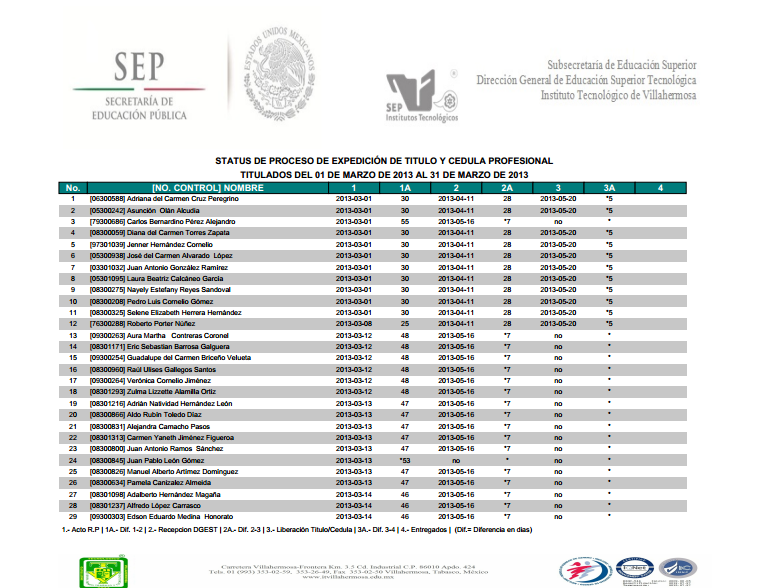 SEP
SECRETARÍA DE
EDUCACIÓN PÚBLICA
ESTADOS UNIDOS MEXICANOS
SEP
Institutos Tecnológicos
Subsecretaría de Educación Superior
Dirección General de Educación Superior Tecnológica
Instituto Tecnológico de Villahermosa
STATUS DE PROCESO DE EXPEDICIÓN DE TITULO Y CEDULA PROFESIONAL
TITULADOS DEL 01 DE MARZO DE 2013 AL 31 DE MARZO DE 2013
No. [NO. CONTROL] NOMBRE 1 1A 2 2A 3 3A 4
1 [06300588] Adriana del Carmen Cruz Peregrino 2013-03-01 30 2013-04-11 28 2013-05-20 *5
2 [05300242] Asunción Olán Alcudia 2013-03-01 30 2013-04-11 28 2013-05-20 *5
3 [79300686] Carlos Bernardino Pérez Alejandro 2013-03-01 55 2013-05-16 *7 no *
4 [08300059] Diana del Carmen Torres Zapata 2013-03-01 30 2013-04-11 28 2013-05-20 *5
5 [97301039] Jenner Hernández Cornelio 2013-03-01 30 2013-04-11 28 2013-05-20 *5
6 [05300938] José del Carmen Alvarado López 2013-03-01 30 2013-04-11 28 2013-05-20 *5
7 [03301032] Juan Antonio González Ramírez 2013-03-01 30 2013-04-11 28 2013-05-20 *5
8 [05301095] Laura Beatriz Calcáneo García 2013-03-01 30 2013-04-11 28 2013-05-20 *5
9 [08300275] Nayely Estefany Reyes Sandoval 2013-03-01 30 2013-04-11 28 2013-05-20 *5
10 [08300208] Pedro Luis Cornelio Gómez 2013-03-01 30 2013-04-11 28 2013-05-20 *5
11 [08300325] Selene Elizabeth Herrera Hernández 2013-03-01 30 2013-04-11 28 2013-05-20 *5
12 [76300288] Roberto Porter Núñez 2013-03-08 25 2013-04-11 28 2013-05-20 *5
13 [09300263] Aura Martha Contreras Coronel 2013-03-12 48 2013-05-16 *7 no *
14 [08301171] Eric Sebastian Barrosa Galguera 2013-03-12 48 2013-05-16 *7 no *
15 [09300254] Guadalupe del Carmen Briceño Velueta 2013-03-12 48 2013-05-16 *7 no *
16 [08300960] Raúl Ulises Gallegos Santos 2013-03-12 48 2013-05-16 *7 no *
17 [09300264] Verónica Cornelio Jiménez 2013-03-12 48 2013-05-16 *7 no *
18 [08301293] Zulma Lizzette Alamilla Ortiz 2013-03-12 48 2013-05-16 *7 no *
19 [08301216] Adrián Natividad Hernández León 2013-03-13 47 2013-05-16 *7 no *
20 [08300866] Aldo Rubin Toledo Díaz 2013-03-13 47 2013-05-16 *7 no *
21 [08300831] Alejandra Camacho Pasos 2013-03-13 47 2013-05-16 *7 no *
22 [08301313] Carmen Yaneth Jiménez Figueroa 2013-03-13 47 2013-05-16 *7 no *
23 [08300800] Juan Antonio Ramos Sánchez 2013-03-13 47 2013-05-16 *7 no *
24 [08300845] Juan Pablo León Gómez 2013-03-13 *53 no * no *
25 [08300826] Manuel Alberto Artimez Domínguez 2013-03-13 47 2013-05-16 *7 no *
26 [08300634] Pamela Canizalez Almeida 2013-03-13 47 2013-05-16 *7 no *
27 [08301098] Adalberto Hernández Magaña 2013-03-14 46 2013-05-16 *7 no *
28 [08301237] Alfredo López Carrasco 2013-03-14 46 2013-05-16 *7 no *
29 [09300303] Edson Eduardo Medina Honorato 2013-03-14 46 2013-05-16 *7 no *
1.- Acto R.P | 1A.- Dif. 1-2 | 2.- Recepcion DGEST | 2A.- Dif. 2-3 | 3.- Liberación Titulo/Cedula | 3A.- Dif. 3-4 | 4.- Entregados | (Dif.= Diferencia en días)
Carretera Villahermosa-Frontera Km. 3.5 Cd. Industrial C.P. 86010 Apdo. 424
Tels. 01 (993) 353-02-59, 353-26-49, Fax 353-02-50 Villahermosa, Tabasco, México
www.itvillahermosa.edu.mx